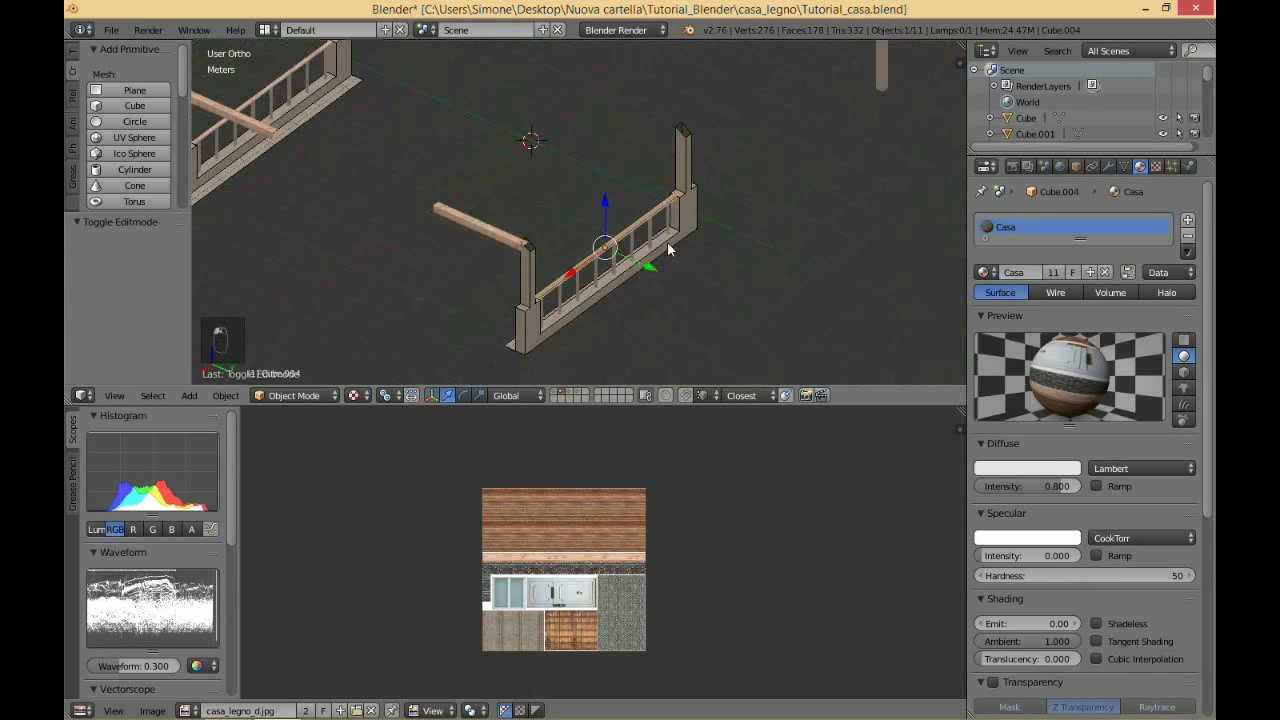 Blender* [C:\Users\Simone\Desktop\Nuova cartella\Tutorial_Blender\casa_legno\Tutorial_casa.blend]
File Render Window Help Default Scene Blender Render v2.76 | Verts:276 | Faces:178 | Tris:332 | Objects:1/11 | Lamps:0/1 | Mem:24.47M | Cube.004
Add Primitive
Mesh:
Plane
Cube
Circle
UV Sphere
Ico Sphere
Cylinder
Cone
Torus
Toggle Editmode
User Ortho
Meters
View Search All Scenes
Scene
RenderLayers
World
Cube
Cube.001
Cube.004 Casa
Casa
Casa 11 F Data
Surface Wire Volume Halo
Preview
Diffuse
Lambert
Intensity: 0.800 Ramp
Specular
CookTorr
Intensity: 0.000 Ramp
Hardness: 50
Shading
Emit: 0.00 Shadeless
Ambient: 1.000 Tangent Shading
Translucency: 0.000 Cubic Interpolation
Transparency
Mask Z Transparency Raytrace
View Select Add Object Object Mode Global Closest
Scopes
Grease Pencil
Histogram
Lum RGB R G B A
Waveform
Waveform: 0.300
Vectorscope
View Image casa_legno_d.jpg 2 F View